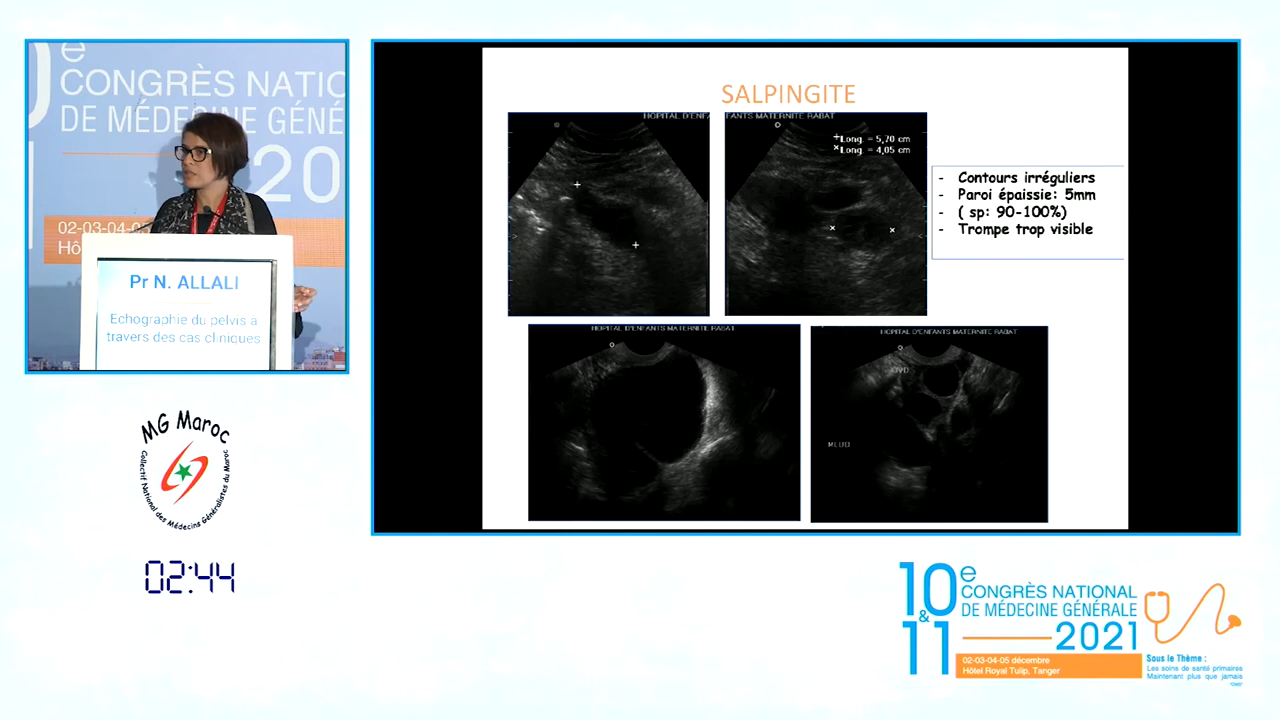 e
CONGRÈS NATIO
DE MÉDECINE GÉNÉ
20
02-03-04-0
Hô
Pr N. ALLALI
Echographie du pelvis à
travers des cas cliniques
MG Maroc
Collectif National des Médecins Généralistes du Maroc
02:44
SALPINGITE
HOPITAL D'ENFA
FANTS MATERNITE RABAT
Long. = 5,70 cm
Long. = 4,05 cm
- Contours irréguliers
- Paroi épaissie: 5mm
- ( sp: 90-100%)
- Trompe trop visible
HOPITAL D'ENFANTS MATERNITE RABAT
HOPITAL D'ENFANTS MATERNITE RABAT
10e
&
11
CONGRÈS NATIONAL
DE MÉDECINE GÉNÉRALE
2021
02-03-04-05 décembre
Hôtel Royal Tulip, Tanger
Sous le Thème :
Les soins de santé primaires
Maintenant plus que jamais